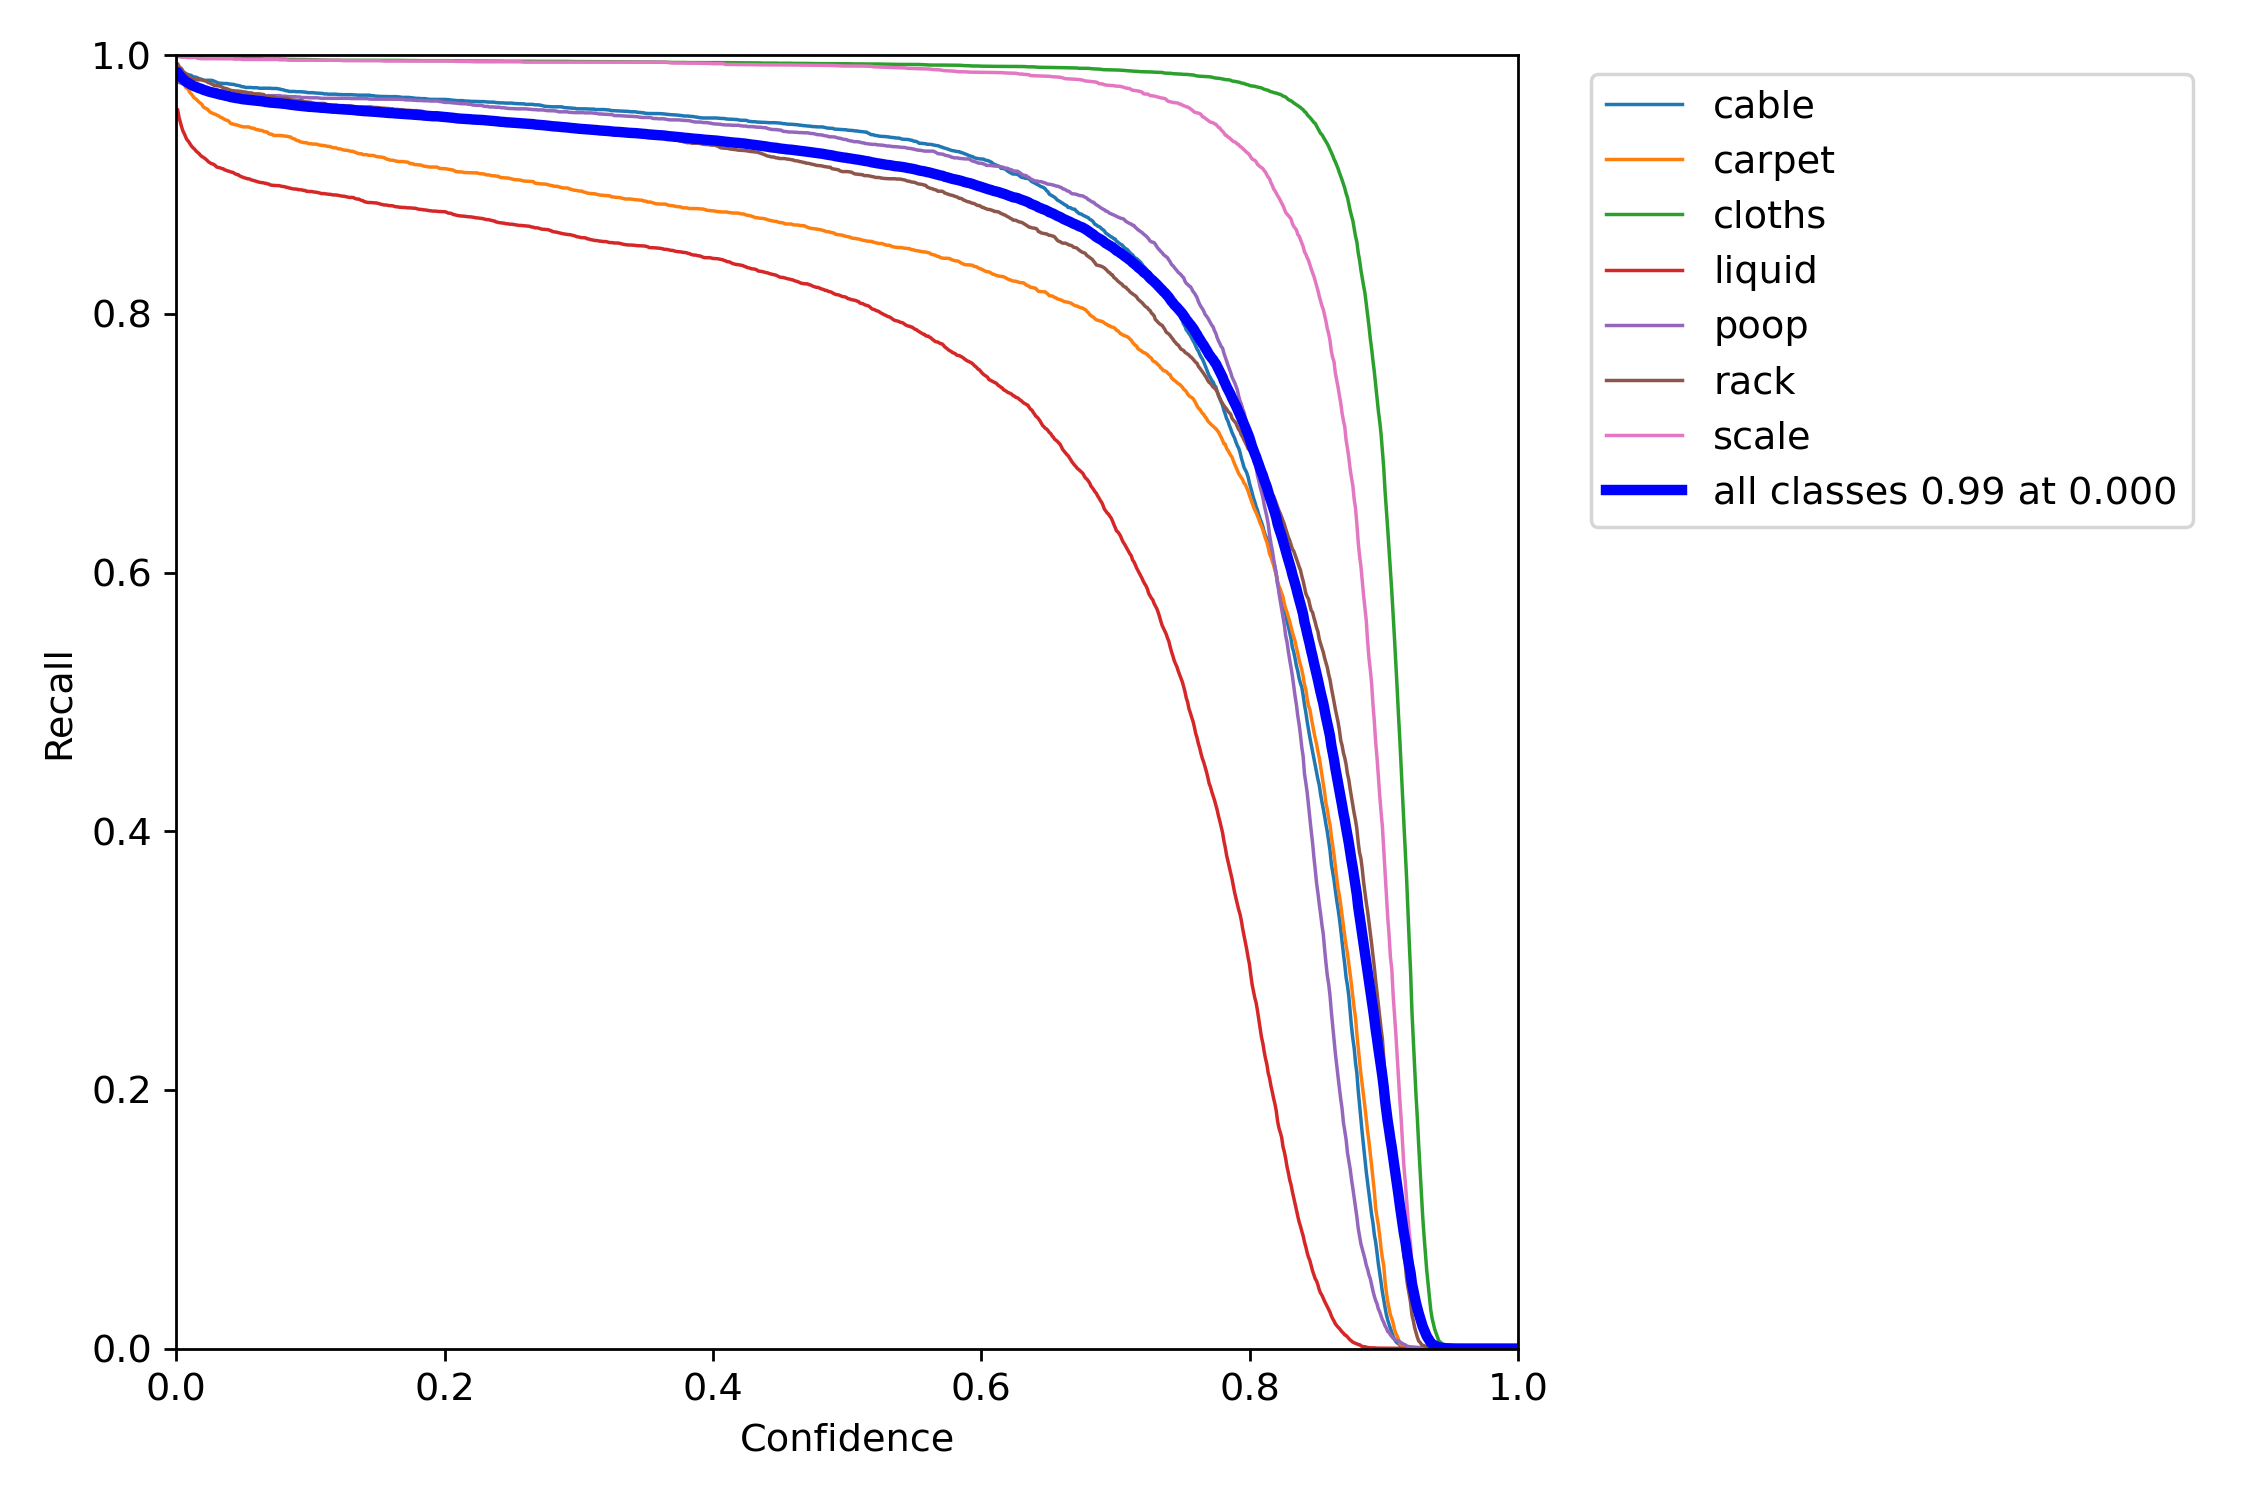 1.0
0.8
0.6
0.4
0.2
0.0
Recall
0.0 0.2 0.4 0.6 0.8 1.0
Confidence
cable
carpet
cloths
liquid
poop
rack
scale
all classes 0.99 at 0.000